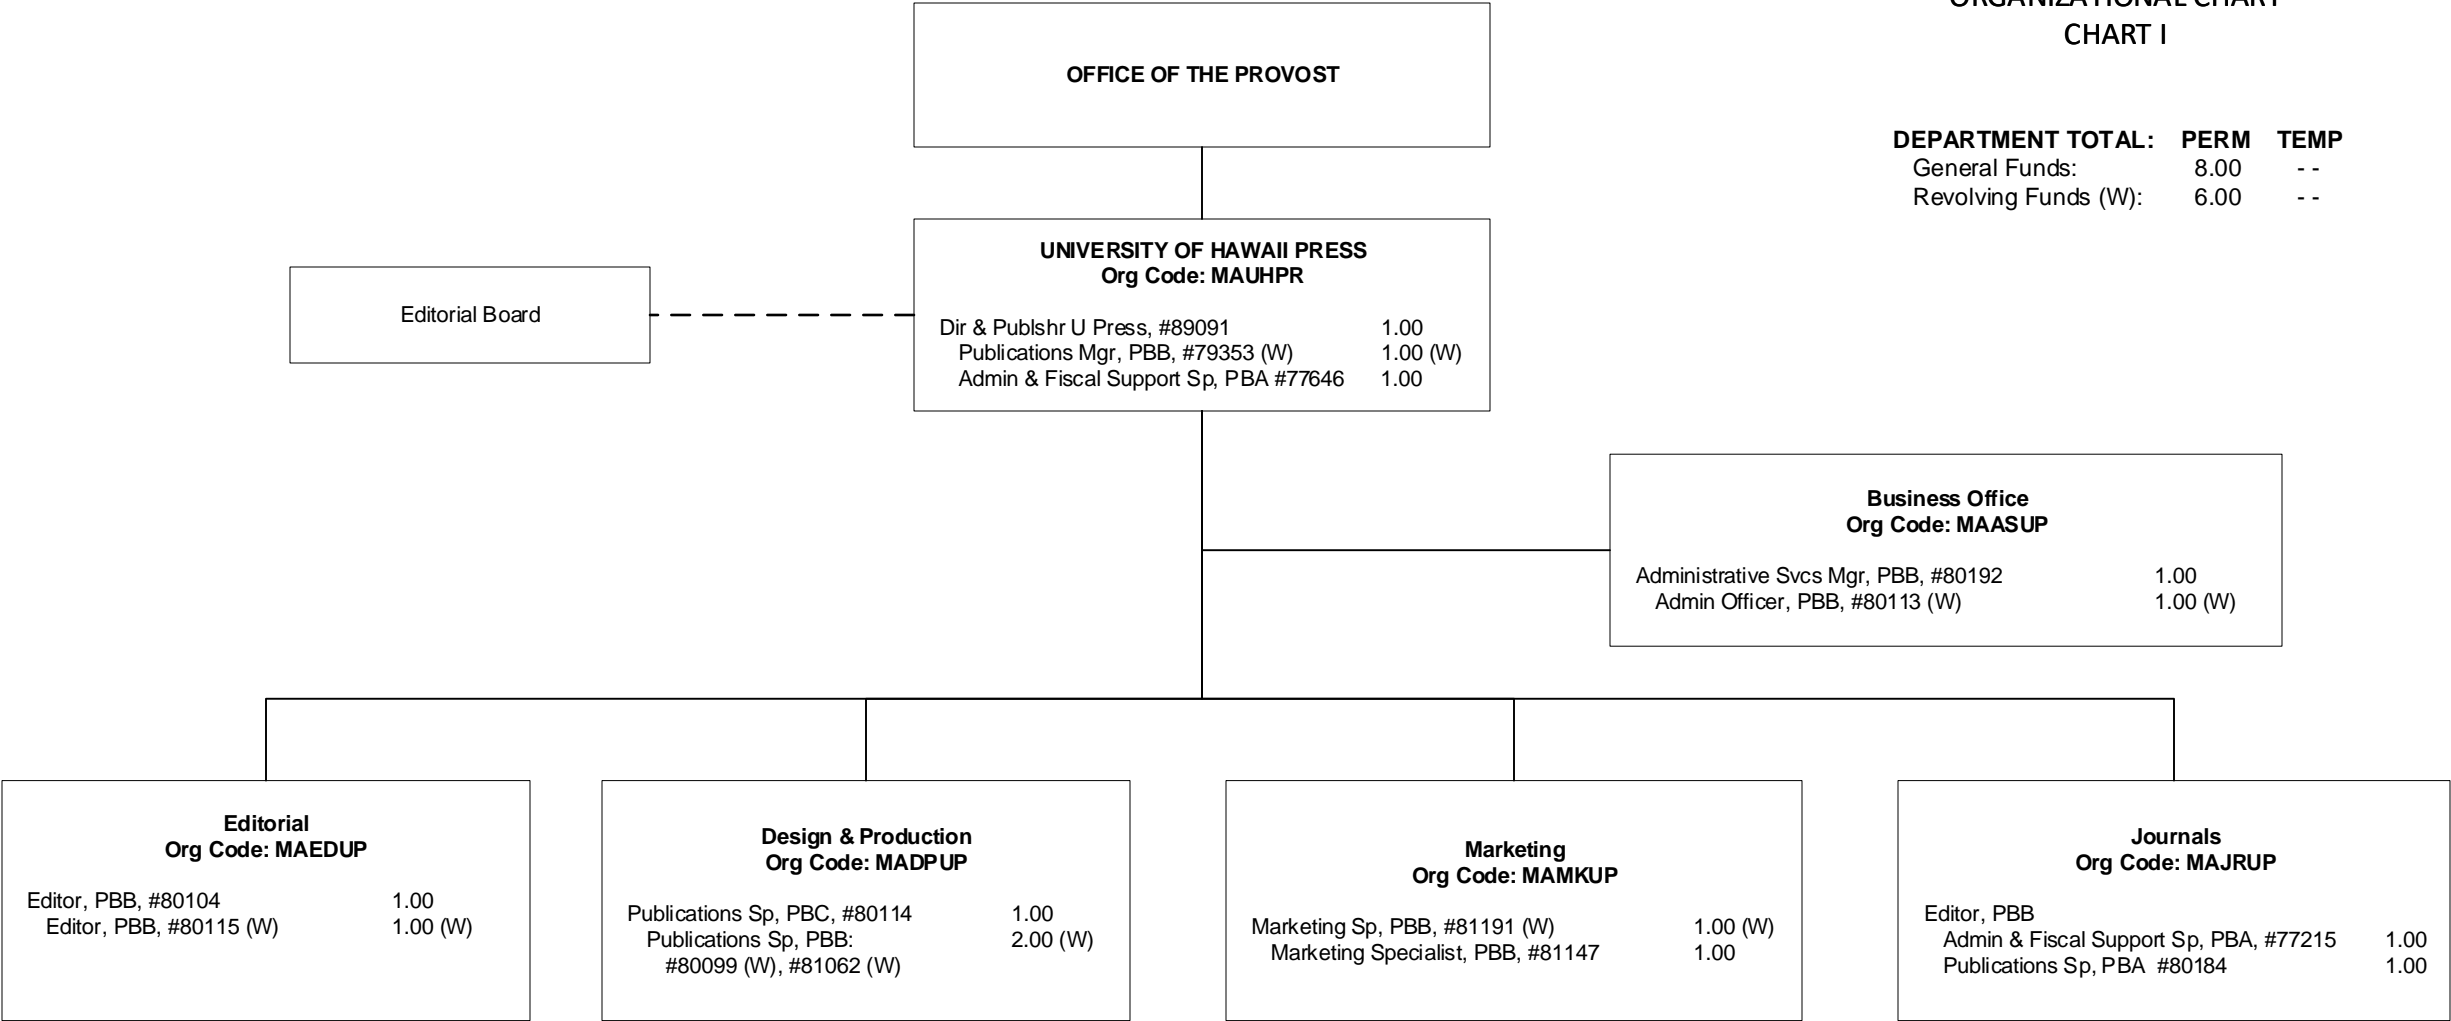 ORGANIZATIONAL CHART
CHART I
OFFICE OF THE PROVOST
DEPARTMENT TOTAL: PERM TEMP
General Funds: 8.00 - -
Revolving Funds (W): 6.00 - -
UNIVERSITY OF HAWAII PRESS
Org Code: MAUHPR
Dir & Publshr U Press, #89091 1.00
Publications Mgr, PBB, #79353 (W) 1.00 (W)
Admin & Fiscal Support Sp, PBA #77646 1.00
Editorial Board
Business Office
Org Code: MAASUP
Administrative Svcs Mgr, PBB, #80192 1.00
Admin Officer, PBB, #80113 (W) 1.00 (W)
Editorial
Org Code: MAEDUP
Editor, PBB, #80104 1.00
Editor, PBB, #80115 (W) 1.00 (W)
Design & Production
Org Code: MADPUP
Publications Sp, PBC, #80114 1.00
Publications Sp, PBB: 2.00 (W)
#80099 (W), #81062 (W)
Marketing
Org Code: MAMKUP
Marketing Sp, PBB, #81191 (W) 1.00 (W)
Marketing Specialist, PBB, #81147 1.00
Journals
Org Code: MAJRUP
Editor, PBB
Admin & Fiscal Support Sp, PBA, #77215 1.00
Publications Sp, PBA #80184 1.00